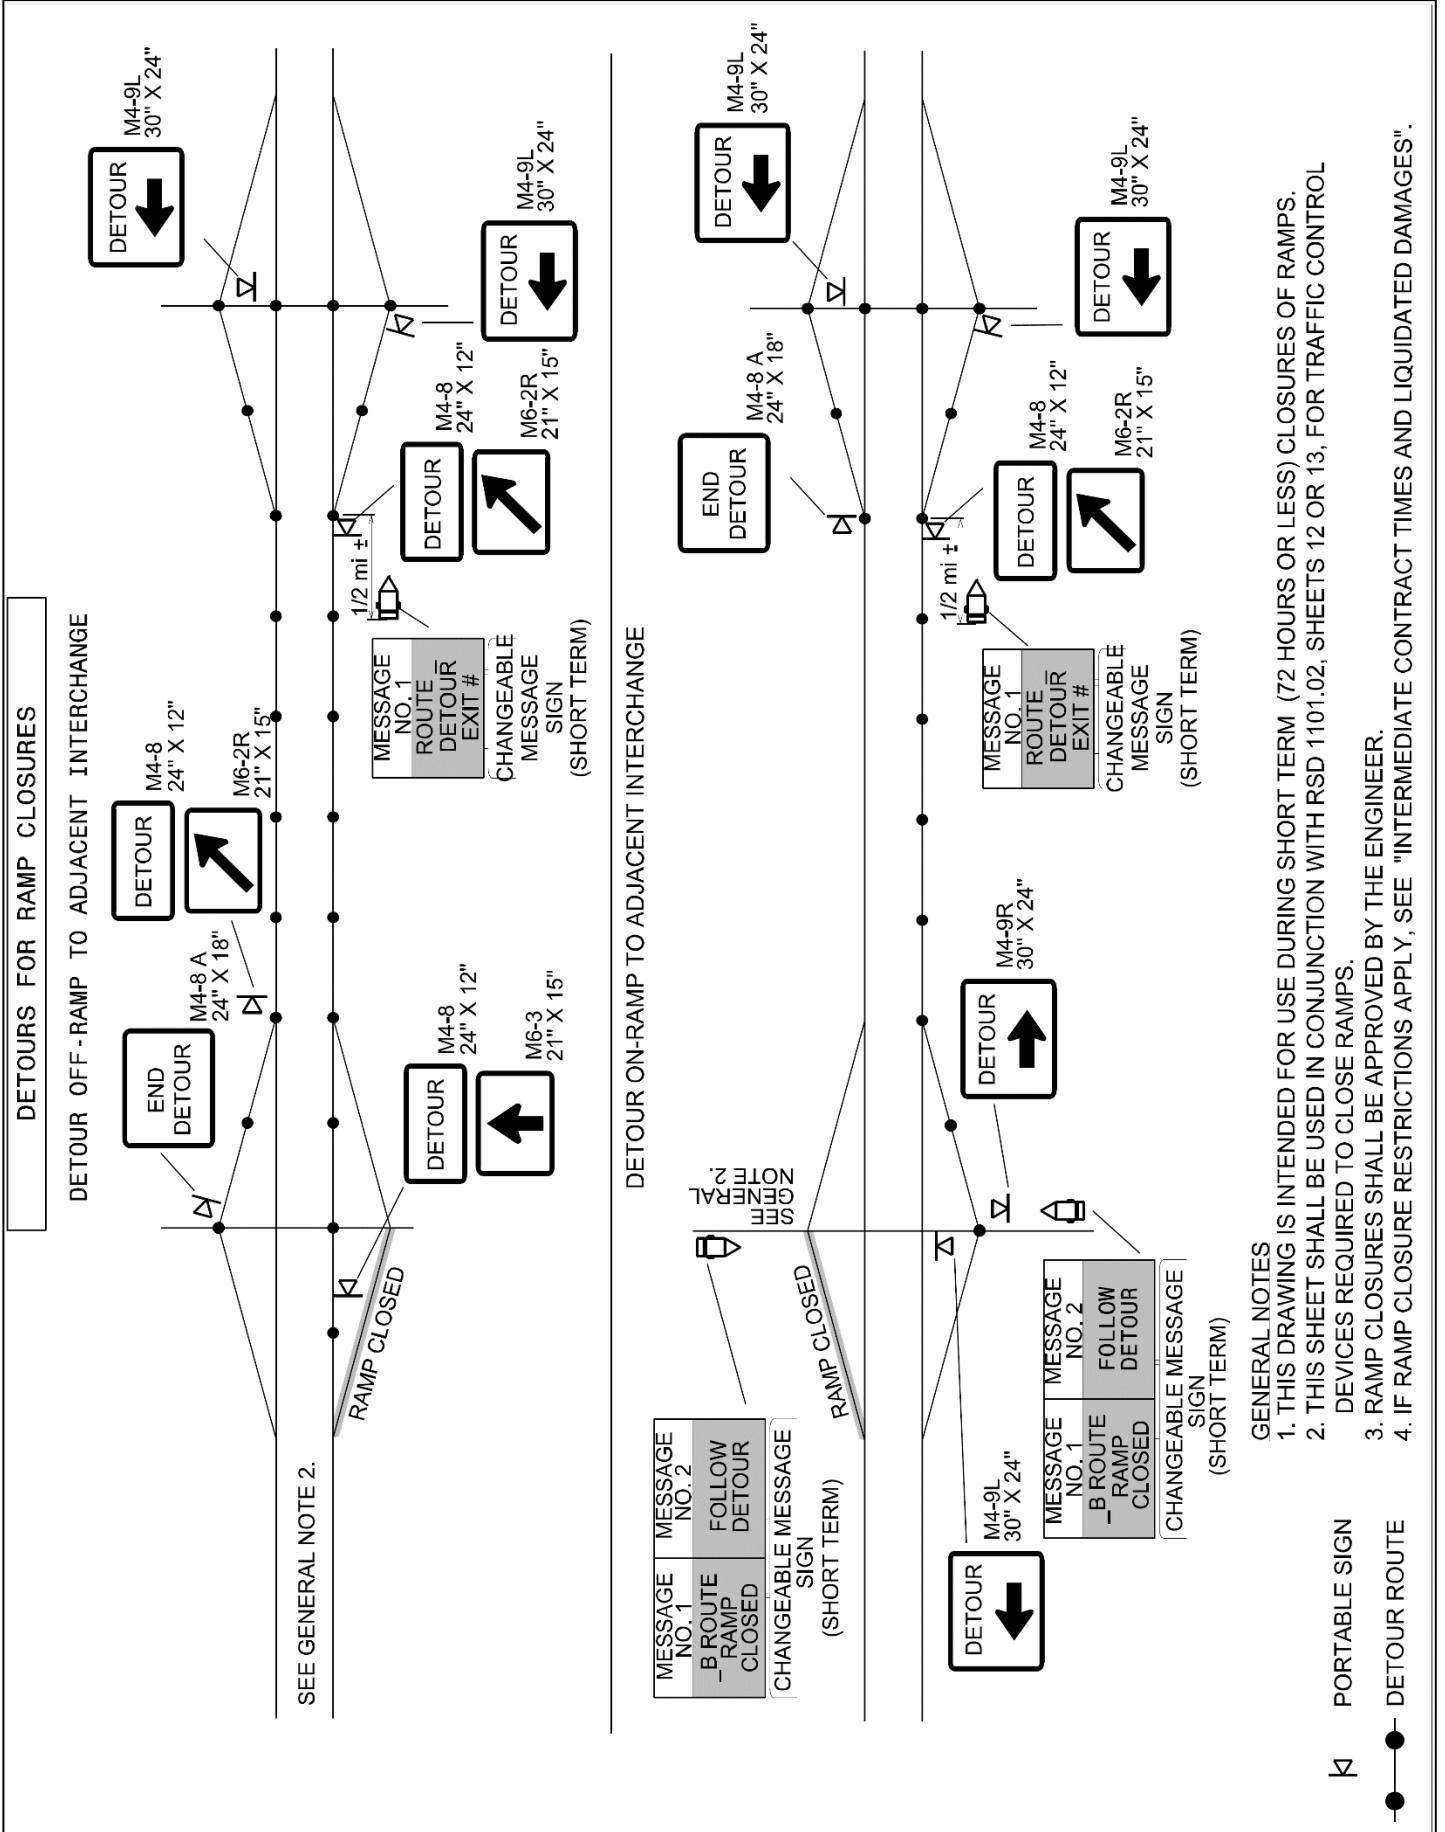 DETOURS FOR RAMP CLOSURES
DETOUR OFF-RAMP TO ADJACENT INTERCHANGE
SEE GENERAL NOTE 2.
RAMP CLOSED
END
DETOUR
M4-8 A
24" X 18"
DETOUR
M4-8
24" X 12"
M6-2R
21" X 15"
DETOUR
M4-9L
30" X 24"
DETOUR
M4-8
24" X 12"
M6-3
21" X 15"
MESSAGE
NO. 1
ROUTE _
DETOUR
EXIT #
CHANGEABLE
MESSAGE
SIGN
(SHORT TERM)
1/2 mi ±
DETOUR
M4-8
24" X 12"
M6-2R
21" X 15"
DETOUR
M4-9L
30" X 24"
DETOUR ON-RAMP TO ADJACENT INTERCHANGE
MESSAGE
NO. 1
MESSAGE
NO. 2
_B ROUTE
RAMP
CLOSED
FOLLOW
DETOUR
CHANGEABLE MESSAGE
SIGN
(SHORT TERM)
RAMP CLOSED
SEE
GENERAL
NOTE 2.
END
DETOUR
M4-8 A
24" X 18"
DETOUR
M4-9L
30" X 24"
DETOUR
M4-9L
30" X 24"
MESSAGE
NO. 1
MESSAGE
NO. 2
_B ROUTE
RAMP
CLOSED
FOLLOW
DETOUR
CHANGEABLE MESSAGE
SIGN
(SHORT TERM)
DETOUR
M4-9R
30" X 24"
MESSAGE
NO. 1
ROUTE _
DETOUR
EXIT #
CHANGEABLE
MESSAGE
SIGN
(SHORT TERM)
1/2 mi ±
DETOUR
M4-8
24" X 12"
M6-2R
21" X 15"
DETOUR
M4-9L
30" X 24"
GENERAL NOTES
1. THIS DRAWING IS INTENDED FOR USE DURING SHORT TERM (72 HOURS OR LESS) CLOSURES OF RAMPS.
2. THIS SHEET SHALL BE USED IN CONJUNCTION WITH RSD 1101.02, SHEETS 12 OR 13, FOR TRAFFIC CONTROL
DEVICES REQUIRED TO CLOSE RAMPS.
3. RAMP CLOSURES SHALL BE APPROVED BY THE ENGINEER.
4. IF RAMP CLOSURE RESTRICTIONS APPLY, SEE "INTERMEDIATE CONTRACT TIMES AND LIQUIDATED DAMAGES".
PORTABLE SIGN
DETOUR ROUTE